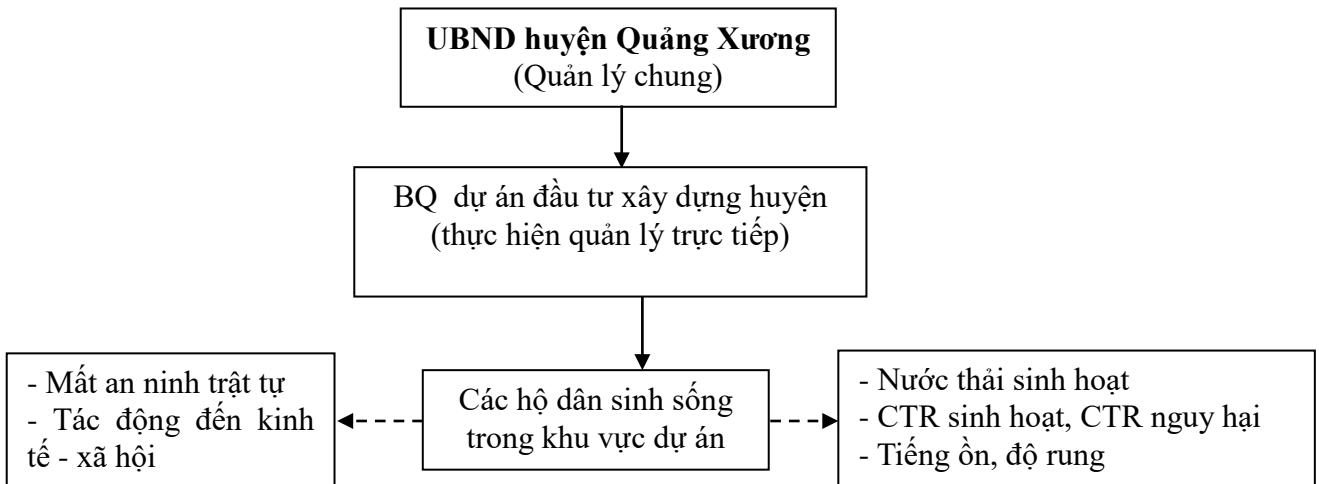 UBND huyện Quảng Xương
(Quản lý chung)
BQ dự án đầu tư xây dựng huyện
(thực hiện quản lý trực tiếp)
- Mất an ninh trật tự
- Tác động đến kinh
tế - xã hội
Các hộ dân sinh sống
trong khu vực dự án
- Nước thải sinh hoạt
- CTR sinh hoạt, CTR nguy hại
- Tiếng ồn, độ rung